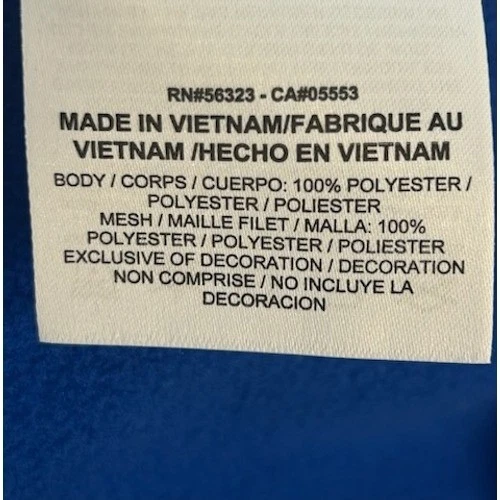 RN#56323 - CA#05553
MADE IN VIETNAM/FABRIQUE AU
VIETNAM /HECHO EN VIETNAM
BODY / CORPS / CUERPO: 100% POLYESTER /
POLYESTER / POLIESTER
MESH / MAILLE FILET / MALLA: 100%
POLYESTER / POLYESTER / POLIESTER
EXCLUSIVE OF DECORATION / DECORATION
NON COMPRISE / NO INCLUYE LA
DECORACION